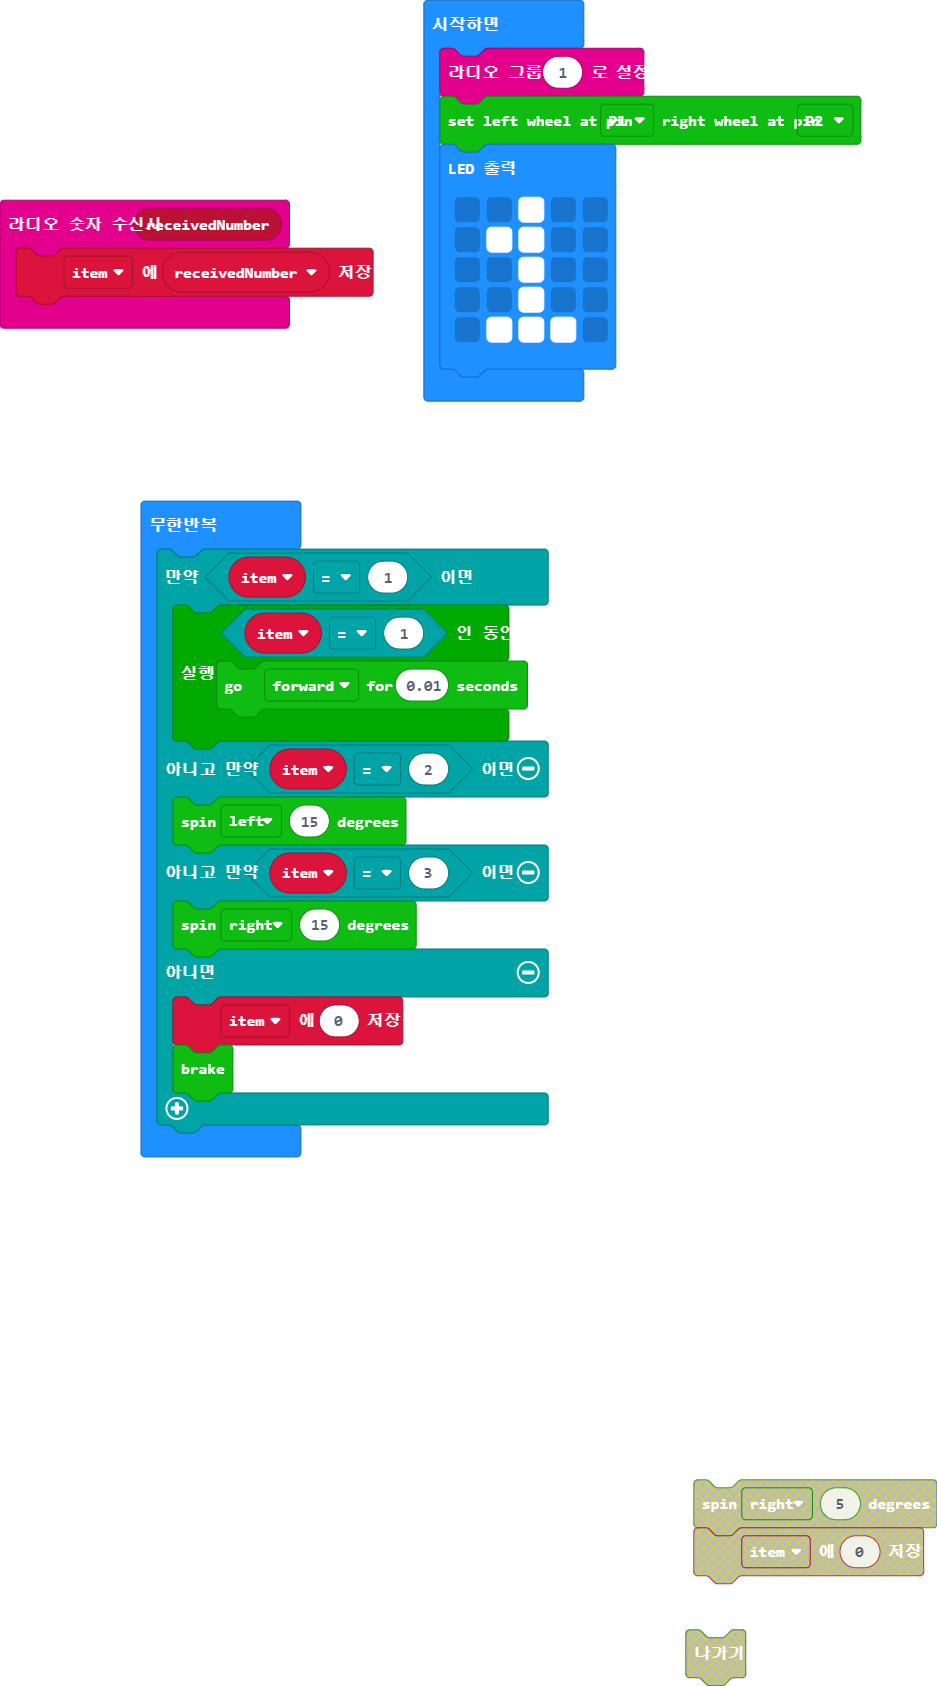 시작하면
라디오 그룹 1 로 설정
set left wheel at pin P1 right wheel at pin P2
LED 출력
라디오 숫자 수신시 receivedNumber
item 에 receivedNumber 저장
무한반복
만약 item = 1 이면
item = 1 인 동안
실행
go forward for 0.01 seconds
아니고 만약 item = 2 이면
spin left 15 degrees
아니고 만약 item = 3 이면
spin right 15 degrees
아니면
item 에 0 저장
brake
spin right 5 degrees
item 에 0 저장
나가기